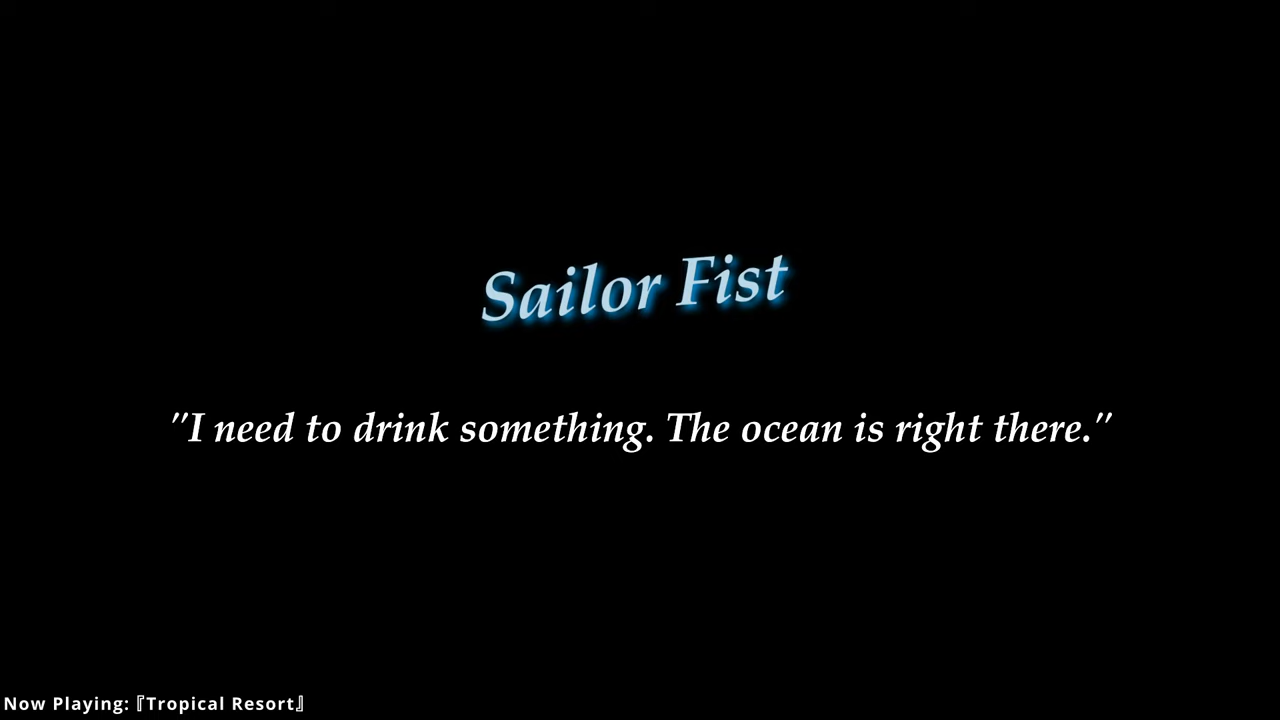 Sailor Fist
"I need to drink something. The ocean is right there."
Now Playing:『Tropical Resort』